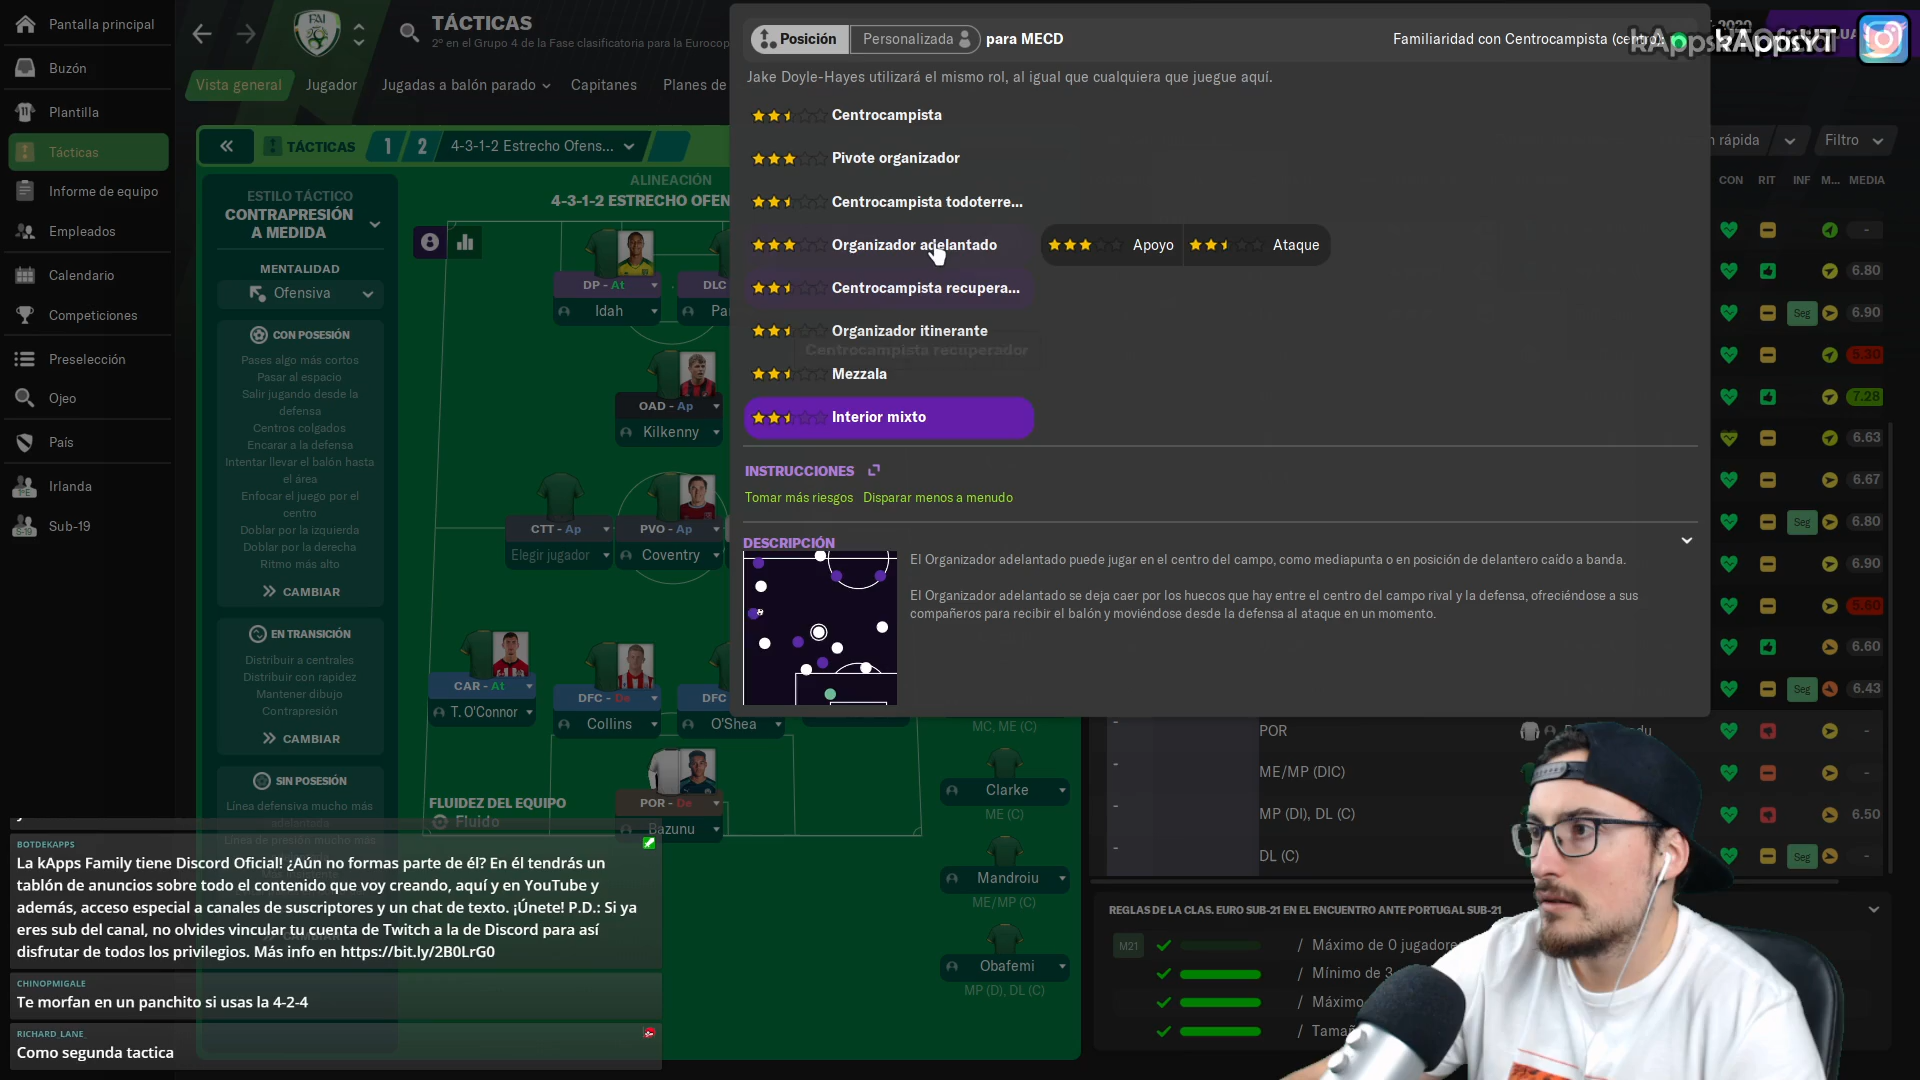 Pantalla principal
Buzón
Plantilla
Tácticas
Informe de equipo
Empleados
Calendario
Competiciones
Preselección
Ojeo
País
Irlanda
Sub-19
FAI
TÁCTICAS
2º en el Grupo 4 de la Fase clasificatoria para la Eurocop
Vista general
Jugador
Jugadas a balón parado
Capitanes
Planes de
TÁCTICAS
1
2
4-3-1-2 Estrecho Ofens...
ESTILO TÁCTICO
CONTRAPRESIÓN
A MEDIDA
MENTALIDAD
Ofensiva
CON POSESIÓN
Pases algo más cortos
Pasar al espacio
Salir jugando desde la
defensa
Centros colgados
Encarar a la defensa
Intentar llevar el balón hasta
el área
Enfocar el juego por el
centro
Doblar por la izquierda
Doblar por la derecha
Ritmo más alto
CAMBIAR
EN TRANSICIÓN
Distribuir a centrales
Distribuir con rapidez
Mantener dibujo
Contrapresión
CAMBIAR
SIN POSESIÓN
Línea defensiva mucho más
adelantada
ALINEACIÓN
4-3-1-2 ESTRECHO OFEN
DP - At
Idah
DLC
Par
OAD - Ap
Kilkenny
CTT - Ap
Elegir jugador
PVO - Ap
Coventry
CAR - At
T. O'Connor
DFC - De
Collins
DFC
O'Shea
POR - De
Bazunu
FLUIDEZ DEL EQUIPO
Fluido
MC, ME (C)
Clarke
ME (C)
Mandroiu
ME/MP (C)
Obafemi
MP (D), DL (C)
Posición
Personalizada
para MECD
Familiaridad con Centrocampista (centro):
Jake Doyle-Hayes utilizará el mismo rol, al igual que cualquiera que juegue aquí.
Centrocampista
Pivote organizador
Centrocampista todoterre...
Organizador adelantado
Apoyo
Ataque
Centrocampista recupera...
Organizador itinerante
Centrocampista recuperador
Mezzala
Interior mixto
INSTRUCCIONES
Tomar más riesgos
Disparar menos a menudo
DESCRIPCIÓN
El Organizador adelantado puede jugar en el centro del campo, como mediapunta o en posición de delantero caído a banda.
El Organizador adelantado se deja caer por los huecos que hay entre el centro del campo rival y la defensa, ofreciéndose a sus
compañeros para recibir el balón y moviéndose desde la defensa al ataque en un momento.
n rápida
Filtro
CON
RIT
INF
M...
MEDIA
-
6.80
Seg
6.90
5.30
7.28
6.63
6.67
Seg
6.80
6.90
5.60
6.60
Seg
6.43
-
POR
-
-
ME/MP (DIC)
-
-
MP (DI), DL (C)
6.50
-
DL (C)
Seg
-
REGLAS DE LA CLAS. EURO SUB-21 EN EL ENCUENTRO ANTE PORTUGAL SUB-21
M21
/ Máximo de 0 jugadore
/ Mínimo de 3
/ Máximo
/ Tama
BOTDEKAPPS
La kApps Family tiene Discord Oficial! ¿Aún no formas parte de él? En él tendrás un
tablón de anuncios sobre todo el contenido que voy creando, aquí y en YouTube y
además, acceso especial a canales de suscriptores y un chat de texto. ¡Únete! P.D.: Si ya
eres sub del canal, no olvides vincular tu cuenta de Twitch a la de Discord para así
disfrutar de todos los privilegios. Más info en https://bit.ly/2B0LrG0
CHINOPMIGALE
Te morfan en un panchito si usas la 4-2-4
RICHARD_LANE_
Como segunda tactica